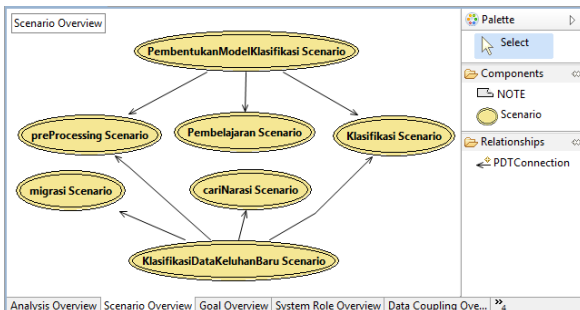 Scenario Overview
PembentukanModelKlasifikasi Scenario
preProcessing Scenario
Pembelajaran Scenario
Klasifikasi Scenario
migrasi Scenario
cariNarasi Scenario
KlasifikasiDataKeluhanBaru Scenario
Palette
Select
Components
NOTE
Scenario
Relationships
PDTConnection
Analysis Overview Scenario Overview Goal Overview System Role Overview Data Coupling Ove... »4